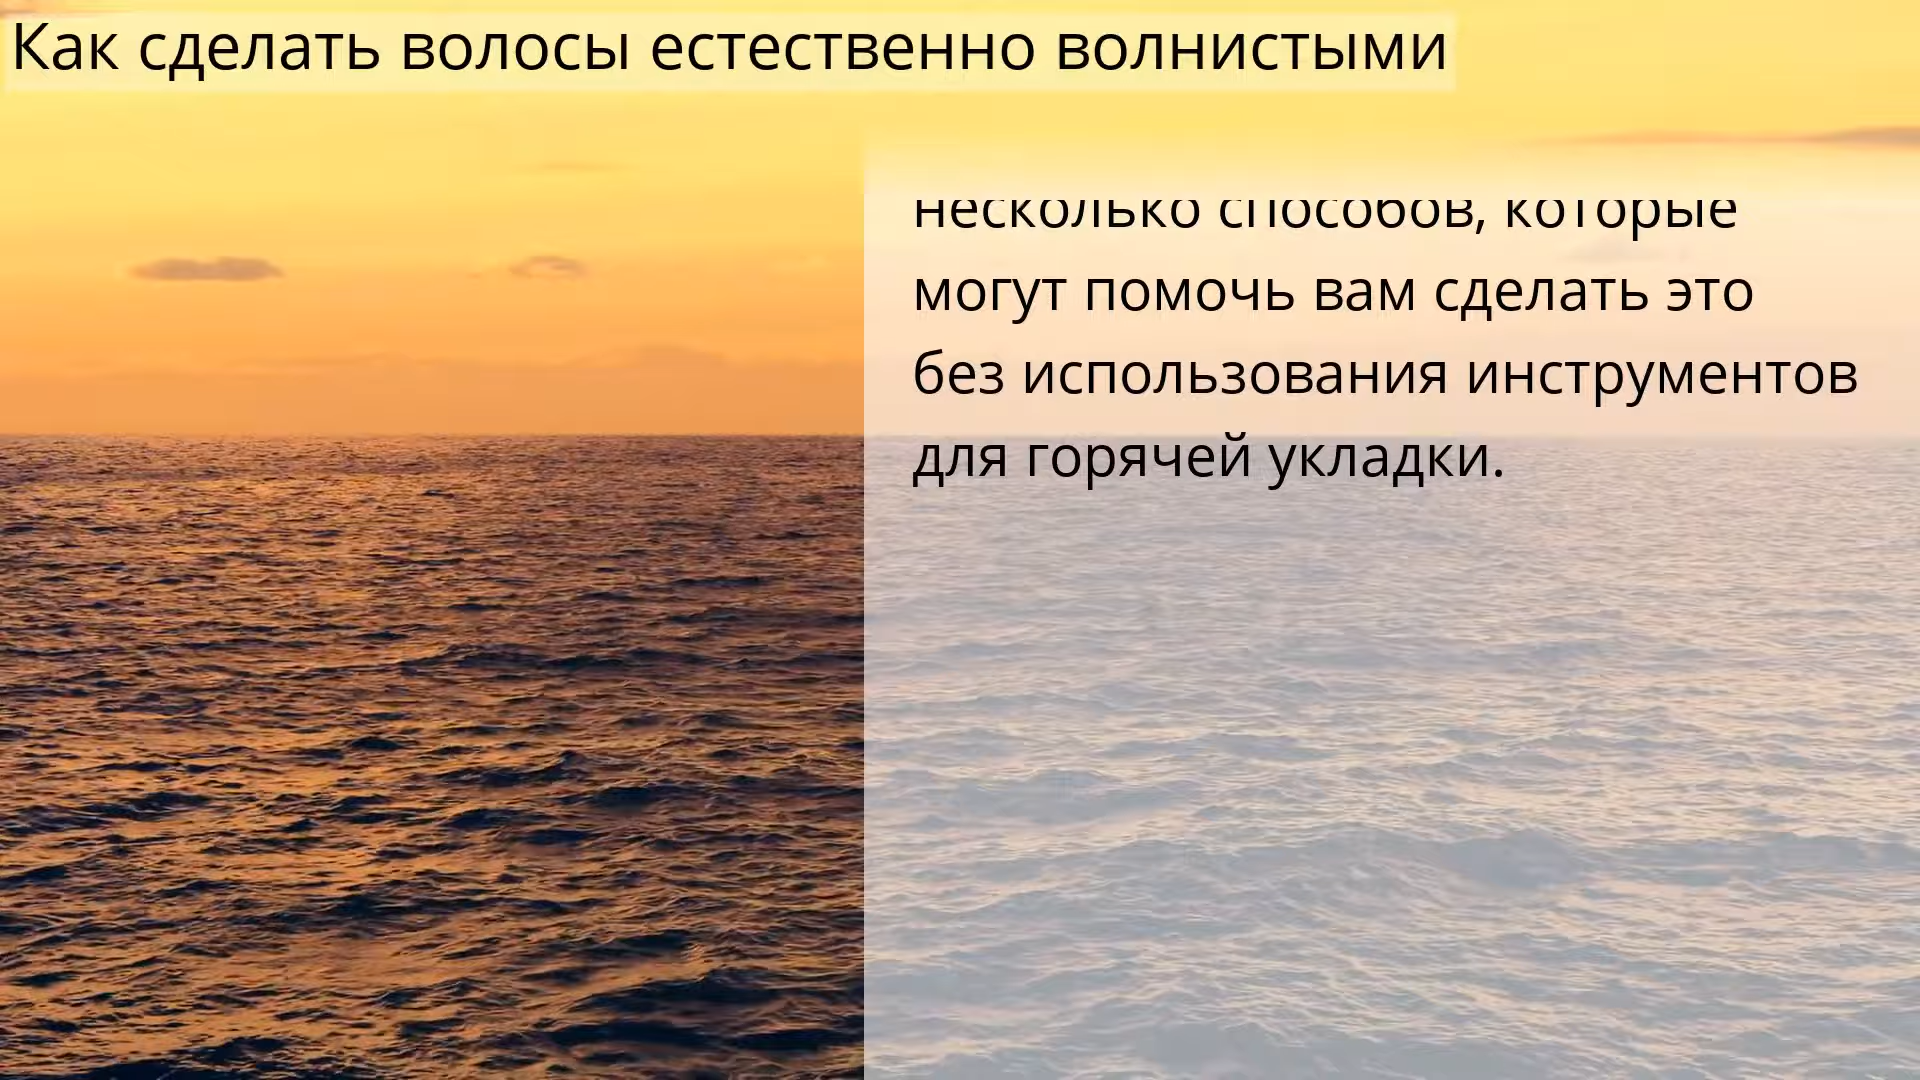 Как сделать волосы естественно волнистыми
несколько способов, которые
могут помочь вам сделать это
без использования инструментов
для горячей укладки.